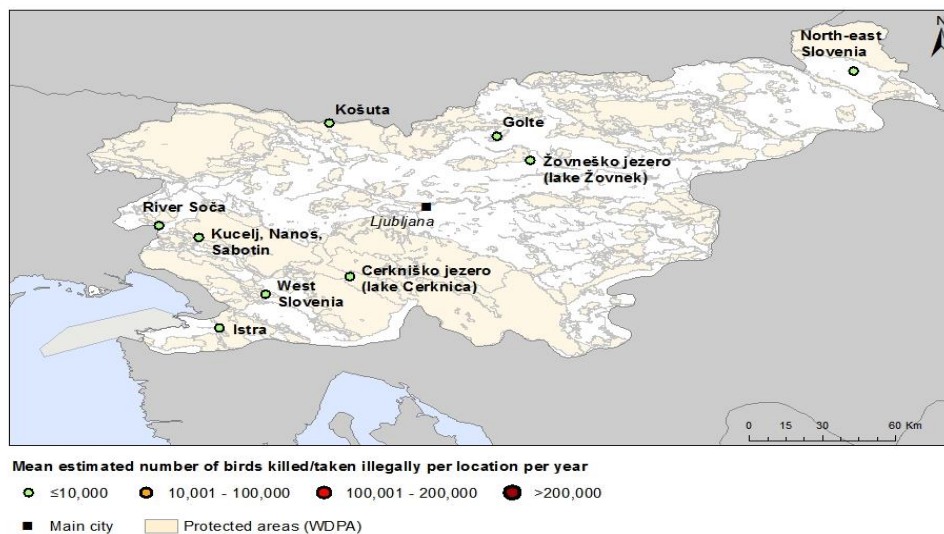 North-east
Slovenia
N
Košuta
Golte
Žovneško jezero
(lake Žovnek)
River Soča
Ljubljana
Kucelj, Nanos,
Sabotin
Cerkniško jezero
(lake Cerknica)
West
Slovenia
Istra
0 15 30 60 Km
Mean estimated number of birds killed/taken illegally per location per year
≤10,000 10,001 - 100,000 100,001 - 200,000 >200,000
Main city Protected areas (WDPA)